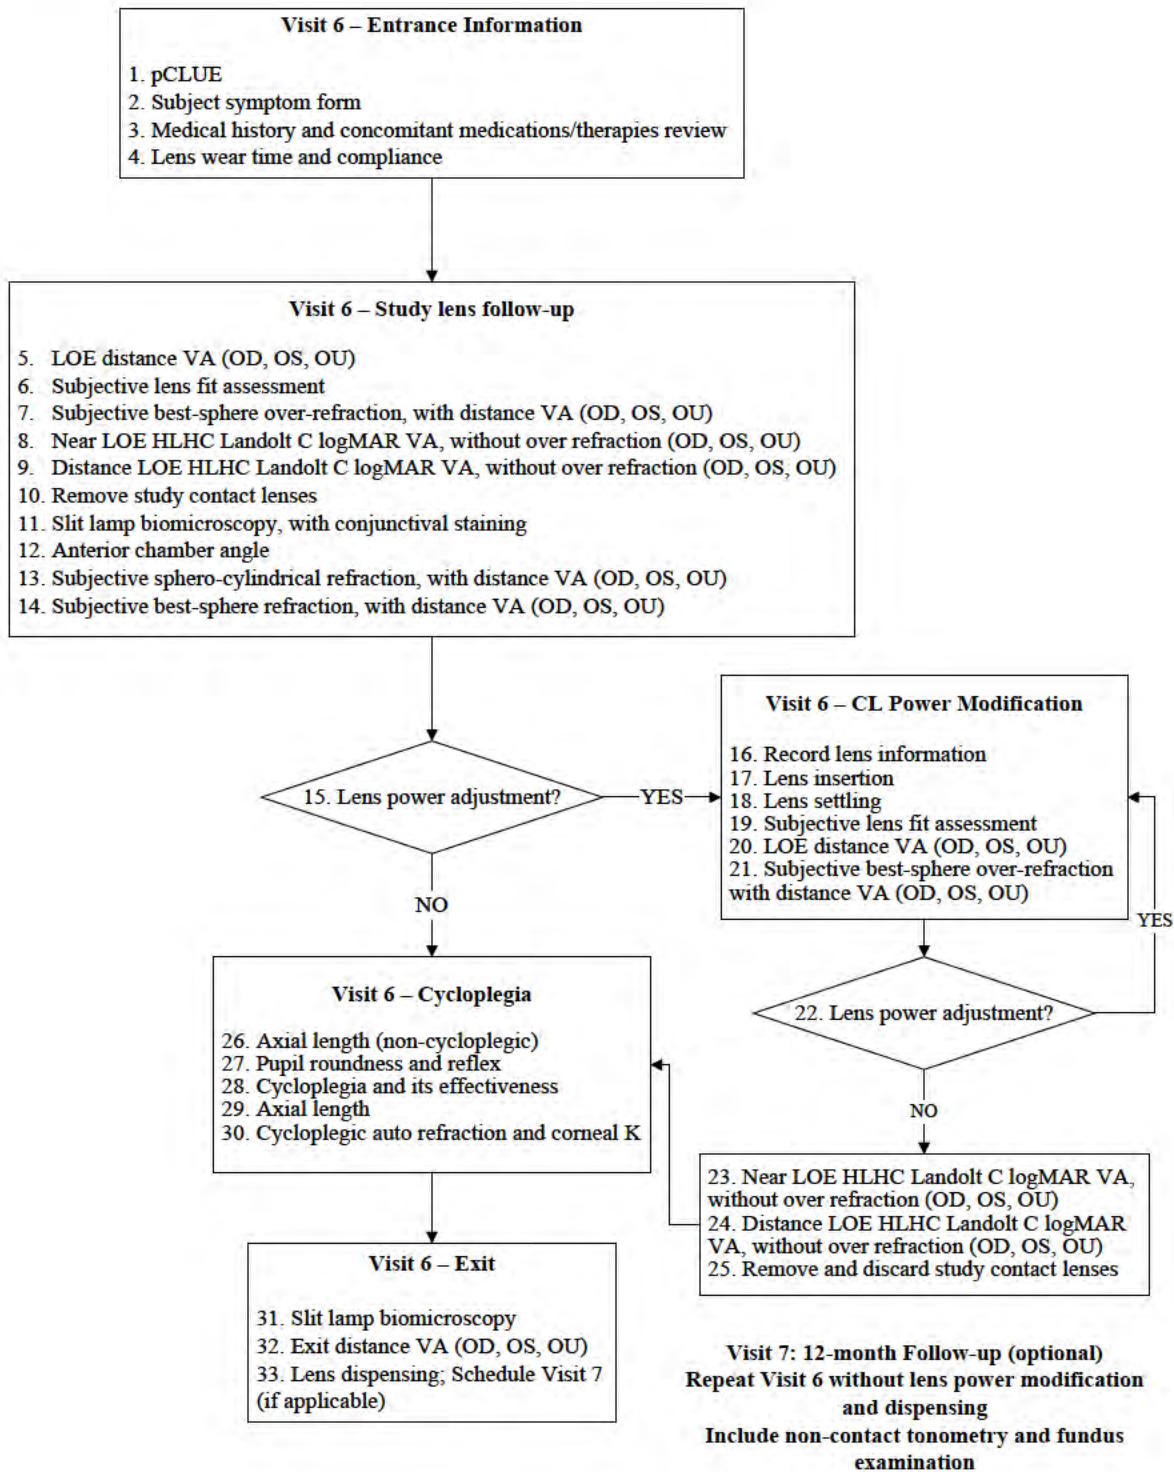 Visit 6 – Entrance Information
1. pCLUE
2. Subject symptom form
3. Medical history and concomitant medications/therapies review
4. Lens wear time and compliance
Visit 6 – Study lens follow-up
5. LOE distance VA (OD, OS, OU)
6. Subjective lens fit assessment
7. Subjective best-sphere over-refraction, with distance VA (OD, OS, OU)
8. Near LOE HLHC Landolt C logMAR VA, without over refraction (OD, OS, OU)
9. Distance LOE HLHC Landolt C logMAR VA, without over refraction (OD, OS, OU)
10. Remove study contact lenses
11. Slit lamp biomicroscopy, with conjunctival staining
12. Anterior chamber angle
13. Subjective sphero-cylindrical refraction, with distance VA (OD, OS, OU)
14. Subjective best-sphere refraction, with distance VA (OD, OS, OU)
15. Lens power adjustment?
YES
NO
Visit 6 – CL Power Modification
16. Record lens information
17. Lens insertion
18. Lens settling
19. Subjective lens fit assessment
20. LOE distance VA (OD, OS, OU)
21. Subjective best-sphere over-refraction
with distance VA (OD, OS, OU)
YES
22. Lens power adjustment?
NO
23. Near LOE HLHC Landolt C logMAR VA,
without over refraction (OD, OS, OU)
24. Distance LOE HLHC Landolt C logMAR
VA, without over refraction (OD, OS, OU)
25. Remove and discard study contact lenses
Visit 6 – Cycloplegia
26. Axial length (non-cycloplegic)
27. Pupil roundness and reflex
28. Cycloplegia and its effectiveness
29. Axial length
30. Cycloplegic auto refraction and corneal K
Visit 6 – Exit
31. Slit lamp biomicroscopy
32. Exit distance VA (OD, OS, OU)
33. Lens dispensing; Schedule Visit 7
(if applicable)
Visit 7: 12-month Follow-up (optional)
Repeat Visit 6 without lens power modification
and dispensing
Include non-contact tonometry and fundus
examination